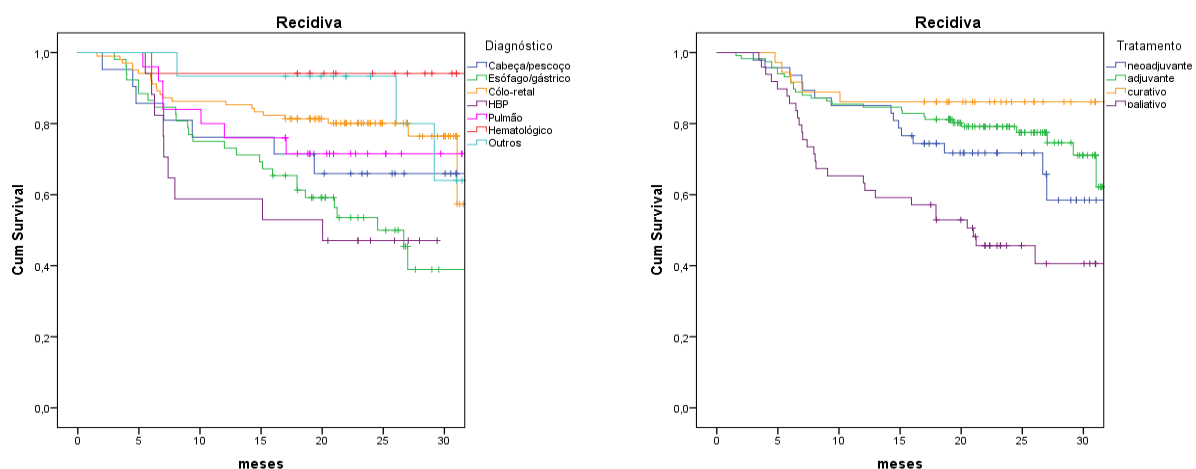 Recidiva
Diagnóstico
Cabeça/pescoço
Esófago/gástrico
Cólo-retal
HBP
Pulmão
Hematológico
Outros
Cum Survival
1,0
0,8
0,6
0,4
0,2
0,0
0 5 10 15 20 25 30
meses
Recidiva
Tratamento
neoadjuvante
adjuvante
curativo
paliativo
Cum Survival
1,0
0,8
0,6
0,4
0,2
0,0
0 5 10 15 20 25 30
meses